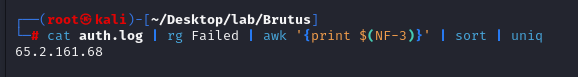 ┌──(root㉿kali)-[~/Desktop/lab/Brutus]
└─# cat auth.log | rg Failed | awk '{print $(NF-3)}' | sort | uniq
65.2.161.68